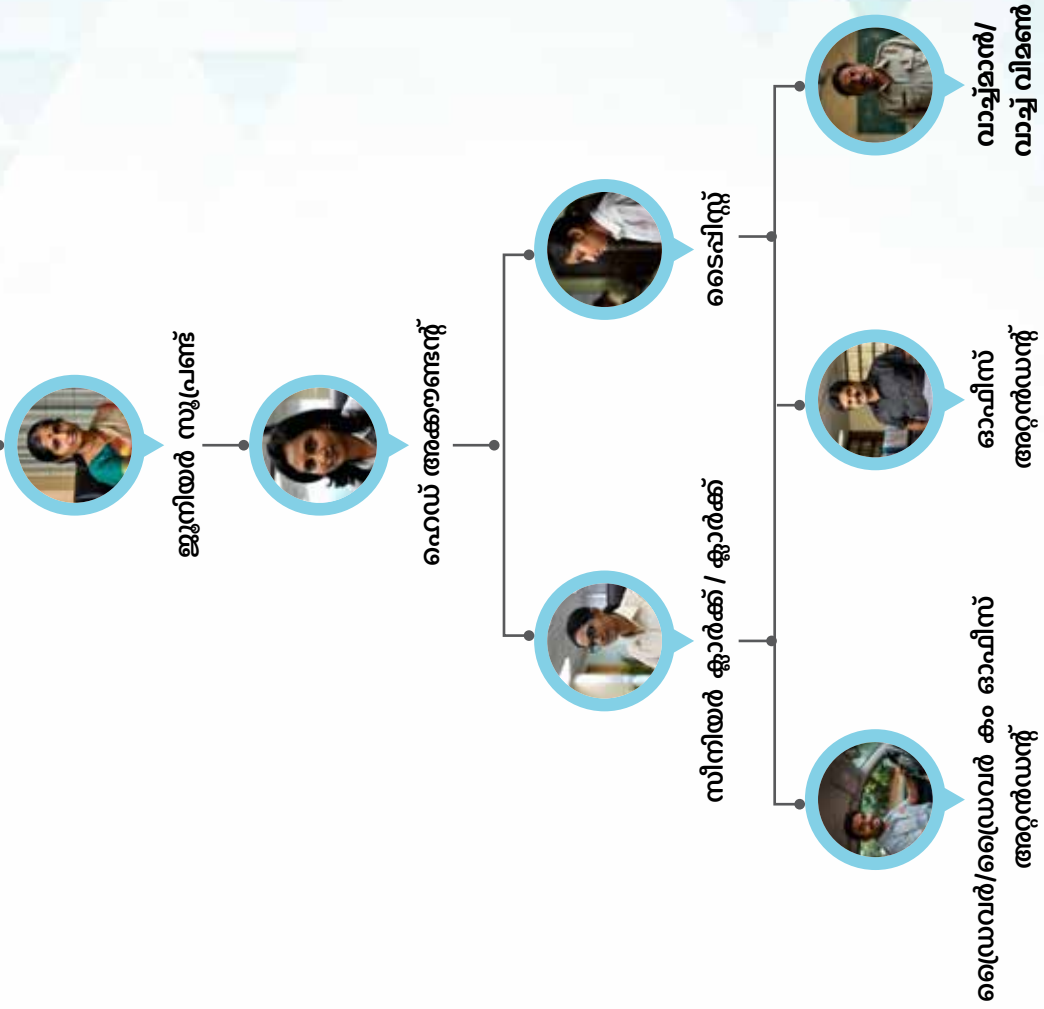 ജൂനിയർ സൂപ്രണ്ട്
ഹെഡ് അക്കൗണ്ടന്റ്
സീനിയർ ക്ലാർക്ക് / ക്ലാർക്ക്
ടൈപ്പിസ്റ്റ്
ഡ്രൈവർ/ഡ്രൈവർ കം ഓഫീസ്
അറ്റൻഡന്റ്
ഓഫീസ്
അറ്റൻഡന്റ്
വാച്ച്മാൻ/
വാച്ച് വിമൺ